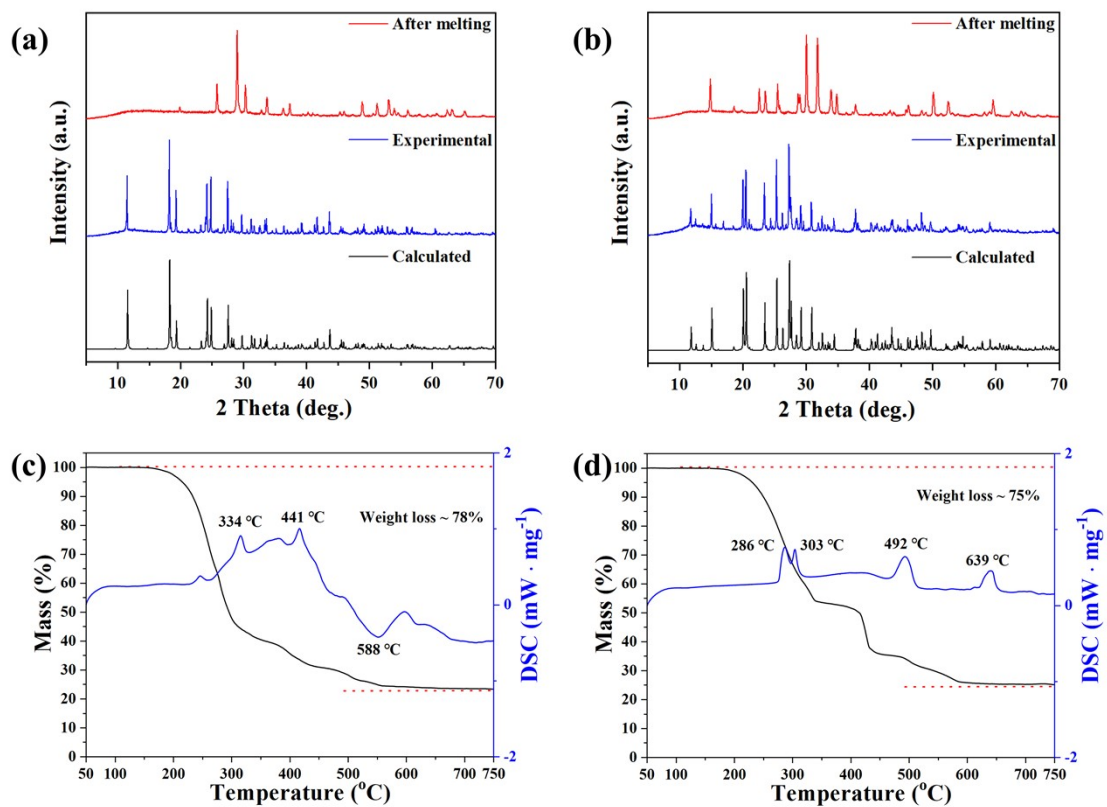 (a)
After melting
Experimental
Calculated
Intensity (a.u.)
10 20 30 40 50 60 70
2 Theta (deg.)
(b)
After melting
Experimental
Calculated
Intensity (a.u.)
10 20 30 40 50 60 70
2 Theta (deg.)
(c)
100
90
80
70
60
50
40
30
20
10
0
Mass (%)
334 °C
441 °C
588 °C
Weight loss ~ 78%
2
0
-2
DSC (mW · mg⁻¹)
50 100 200 300 400 500 600 700 750
Temperature (°C)
(d)
100
90
80
70
60
50
40
30
20
10
0
Mass (%)
286 °C
303 °C
492 °C
639 °C
Weight loss ~ 75%
2
0
-2
DSC (mW · mg⁻¹)
50 100 200 300 400 500 600 700 750
Temperature (°C)